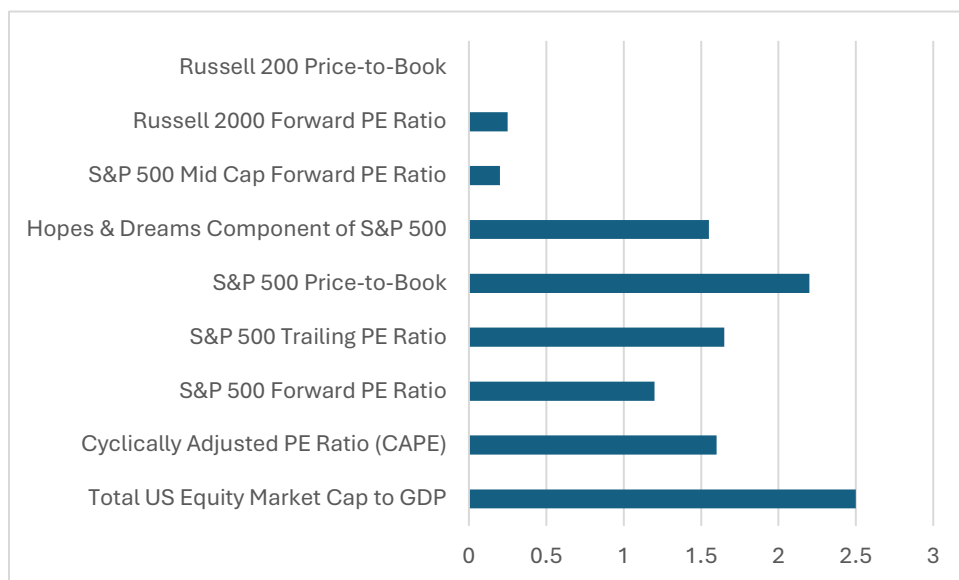 Russell 200 Price-to-Book
Russell 2000 Forward PE Ratio
S&P 500 Mid Cap Forward PE Ratio
Hopes & Dreams Component of S&P 500
S&P 500 Price-to-Book
S&P 500 Trailing PE Ratio
S&P 500 Forward PE Ratio
Cyclically Adjusted PE Ratio (CAPE)
Total US Equity Market Cap to GDP
0 0.5 1 1.5 2 2.5 3